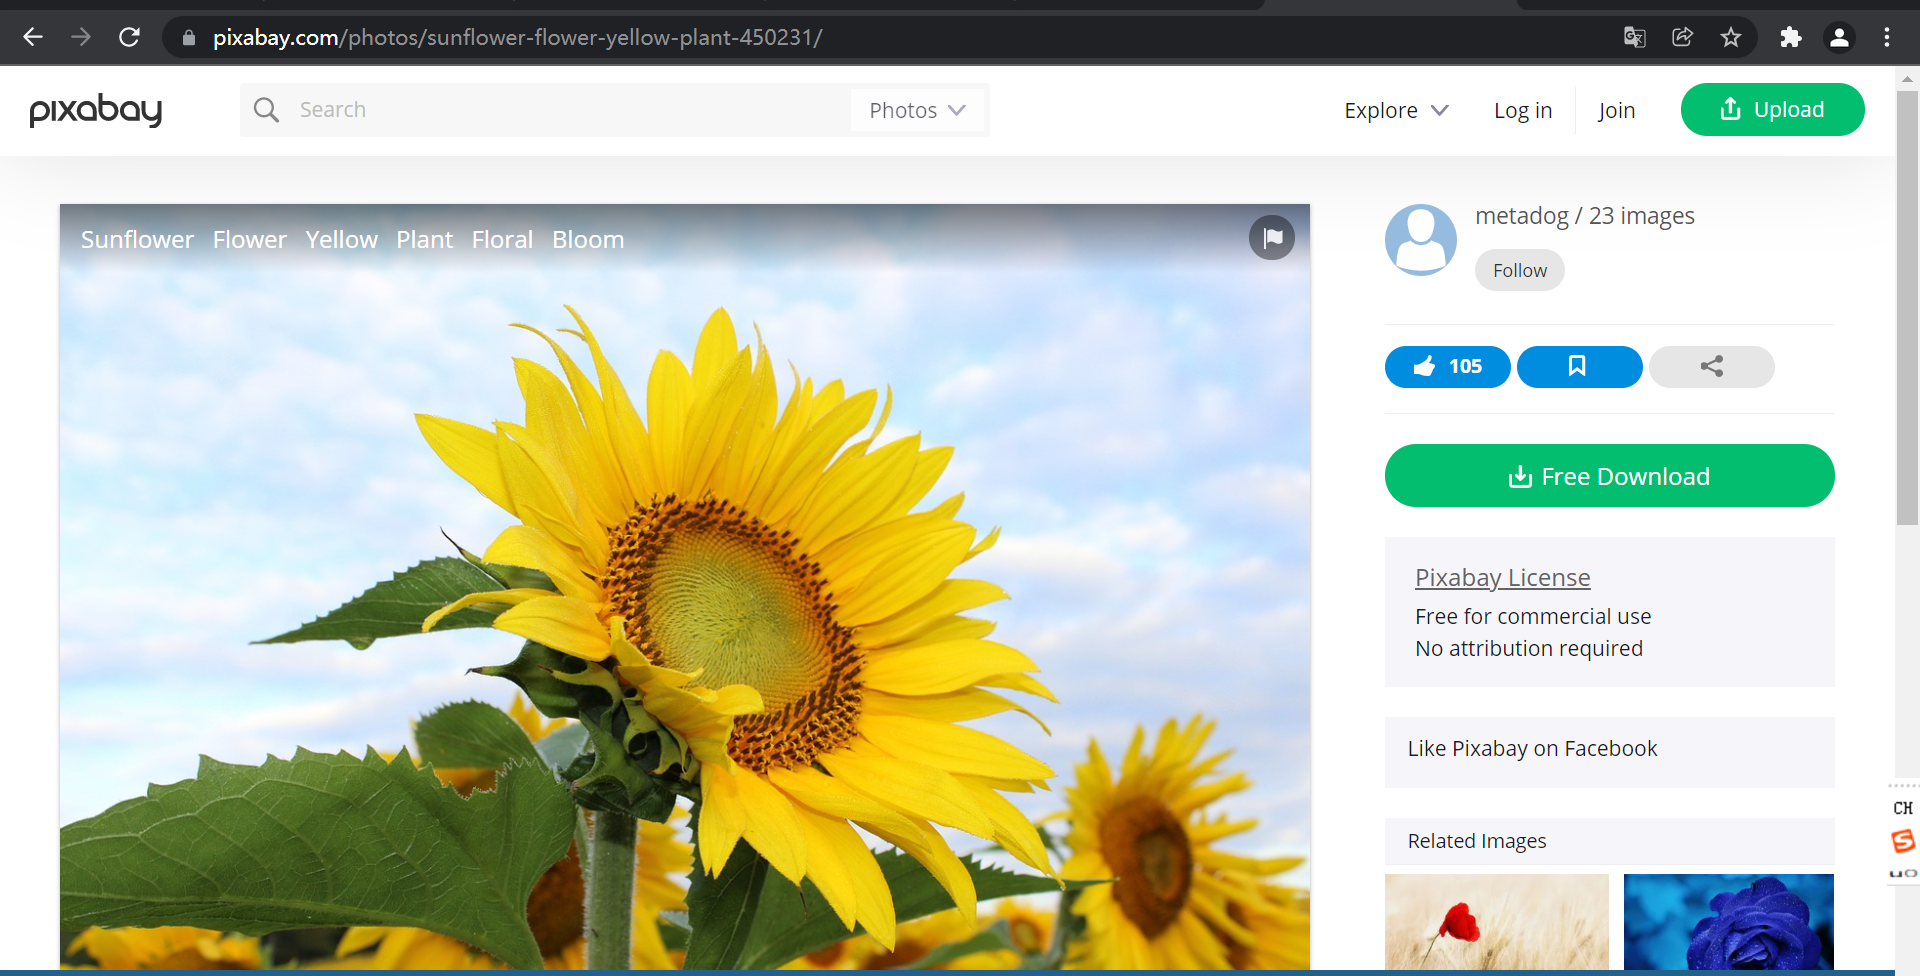 pixabay.com/photos/sunflower-flower-yellow-plant-450231/
pixabay
Search
Photos
Explore
Log in
Join
Upload
Sunflower Flower Yellow Plant Floral Bloom
metadog / 23 images
Follow
105
Free Download
Pixabay License
Free for commercial use
No attribution required
Like Pixabay on Facebook
Related Images
CH